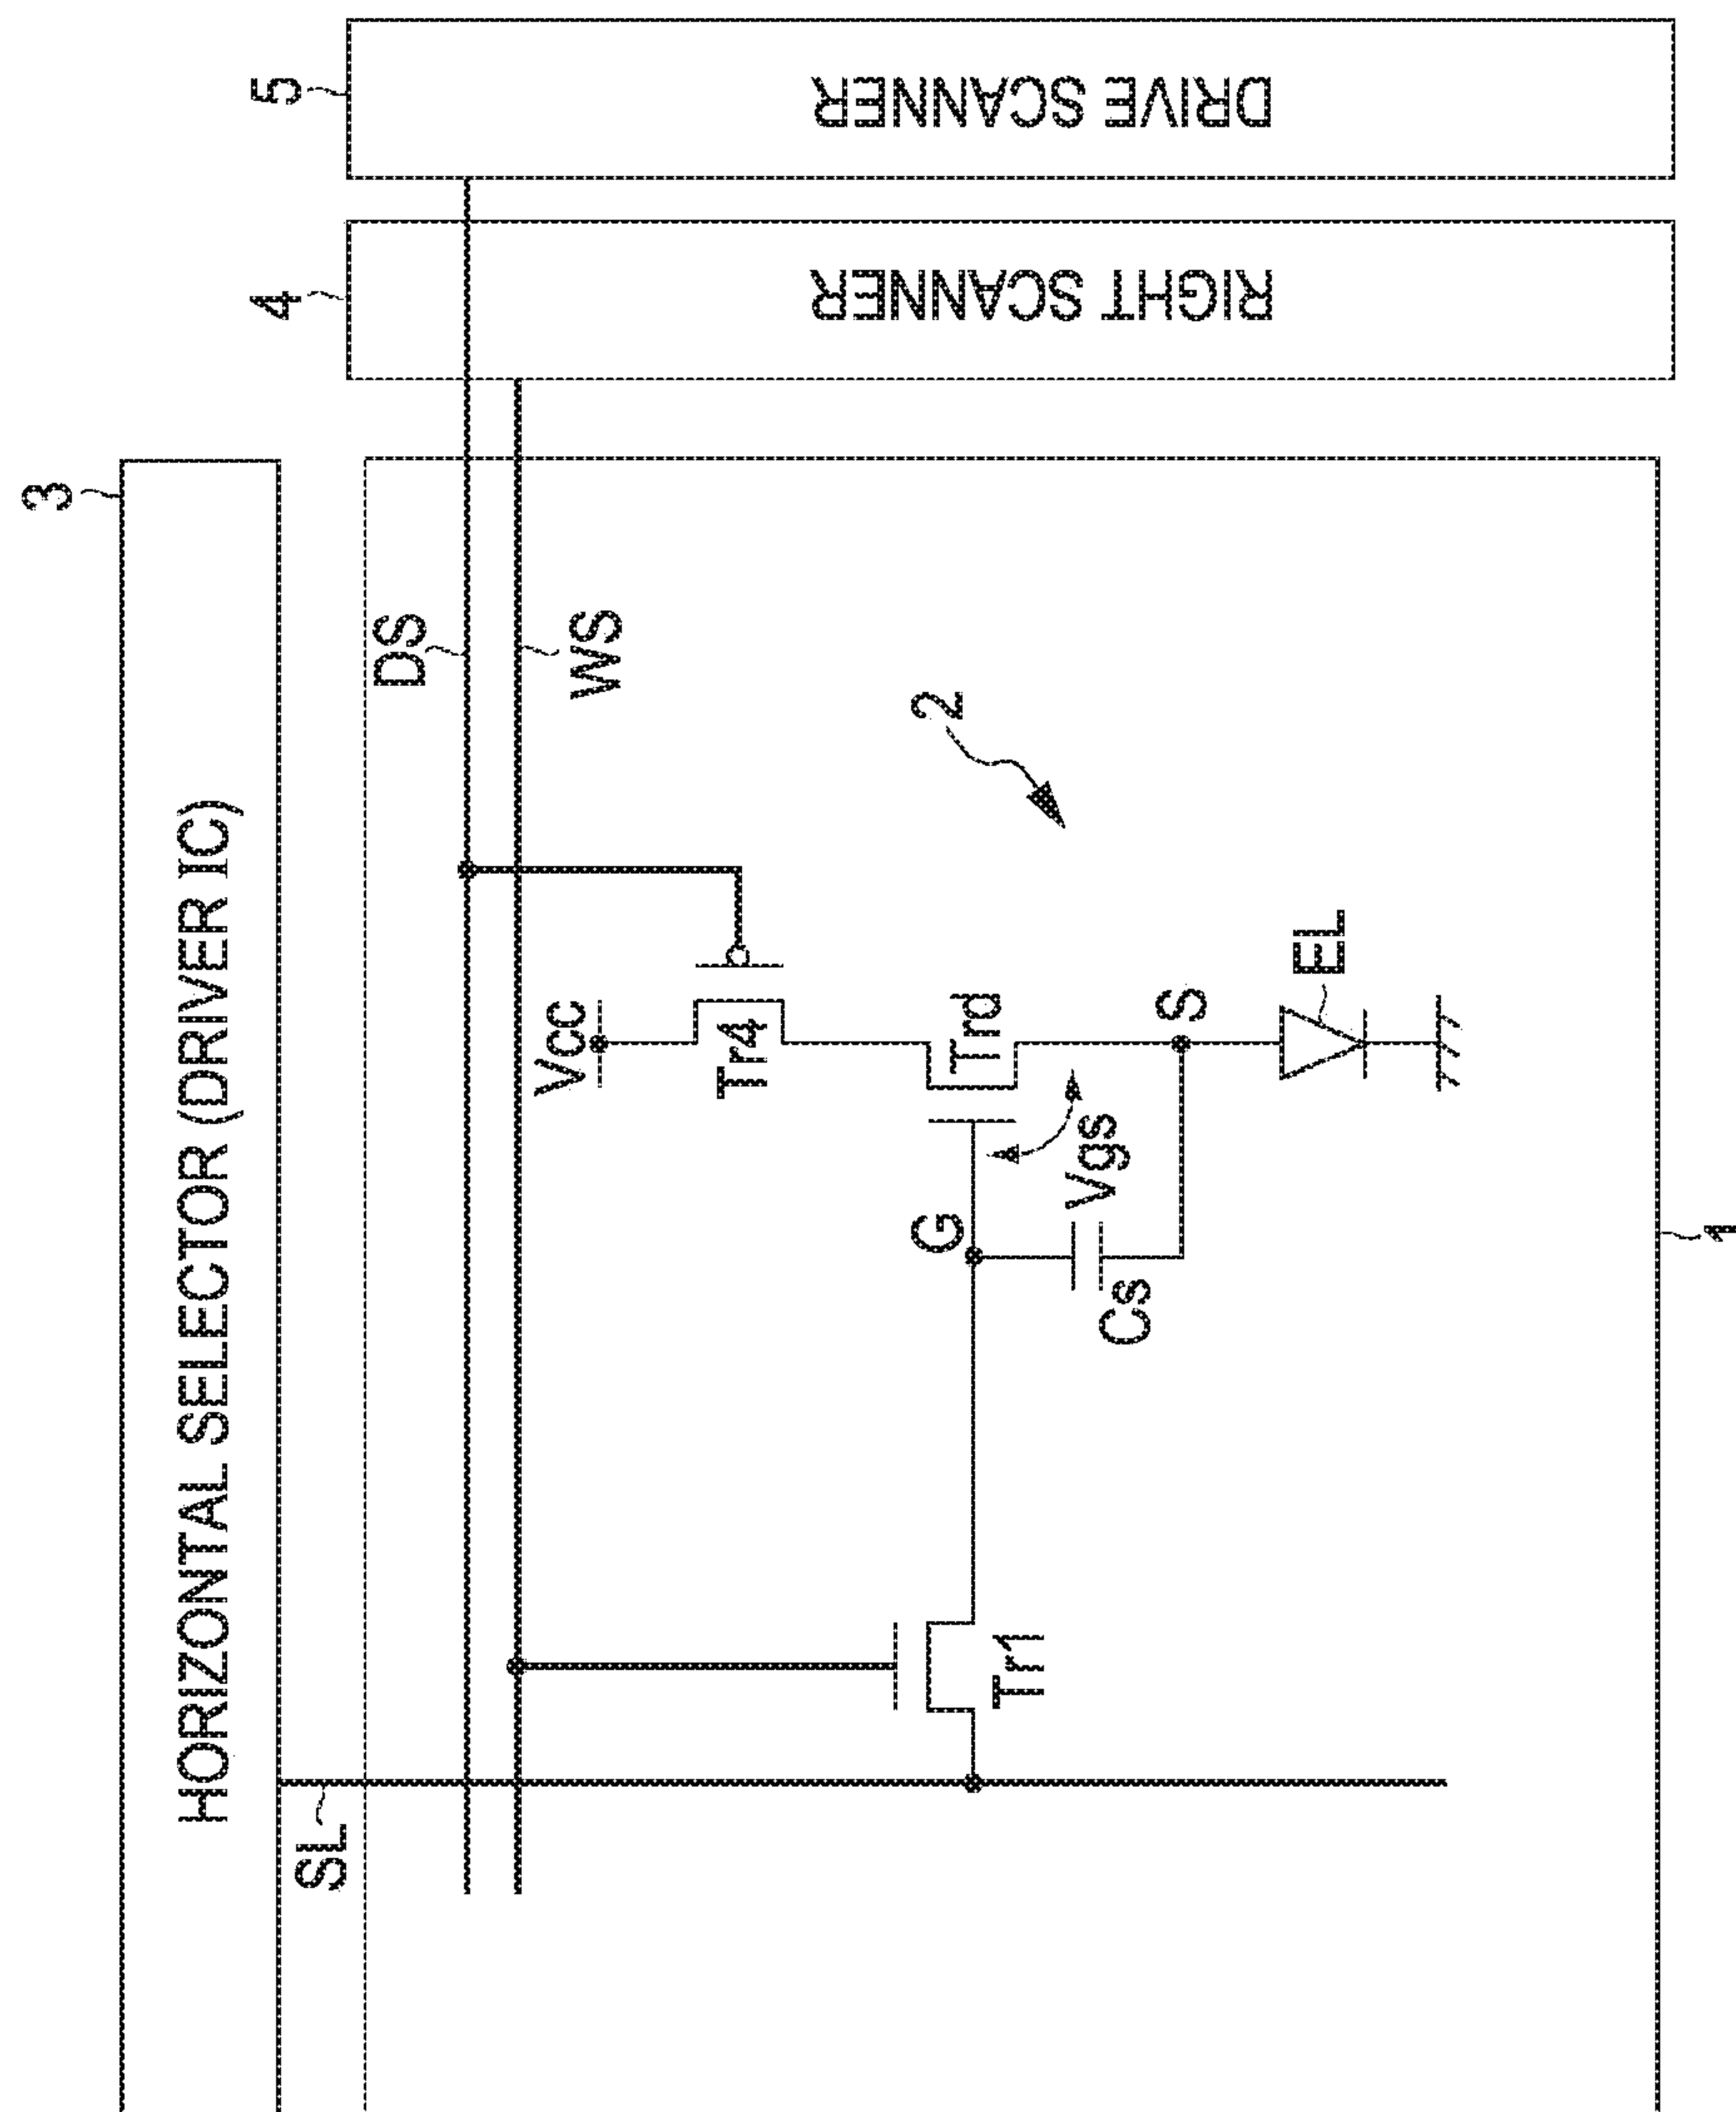 HORIZONTAL SELECTOR (DRIVER IC)
3
SL
DS
WS
4
RIGHT SCANNER
5
DRIVE SCANNER
Vcc
Tr4
2
Tr1
G
Trd
Vgs
Cs
S
EL
1